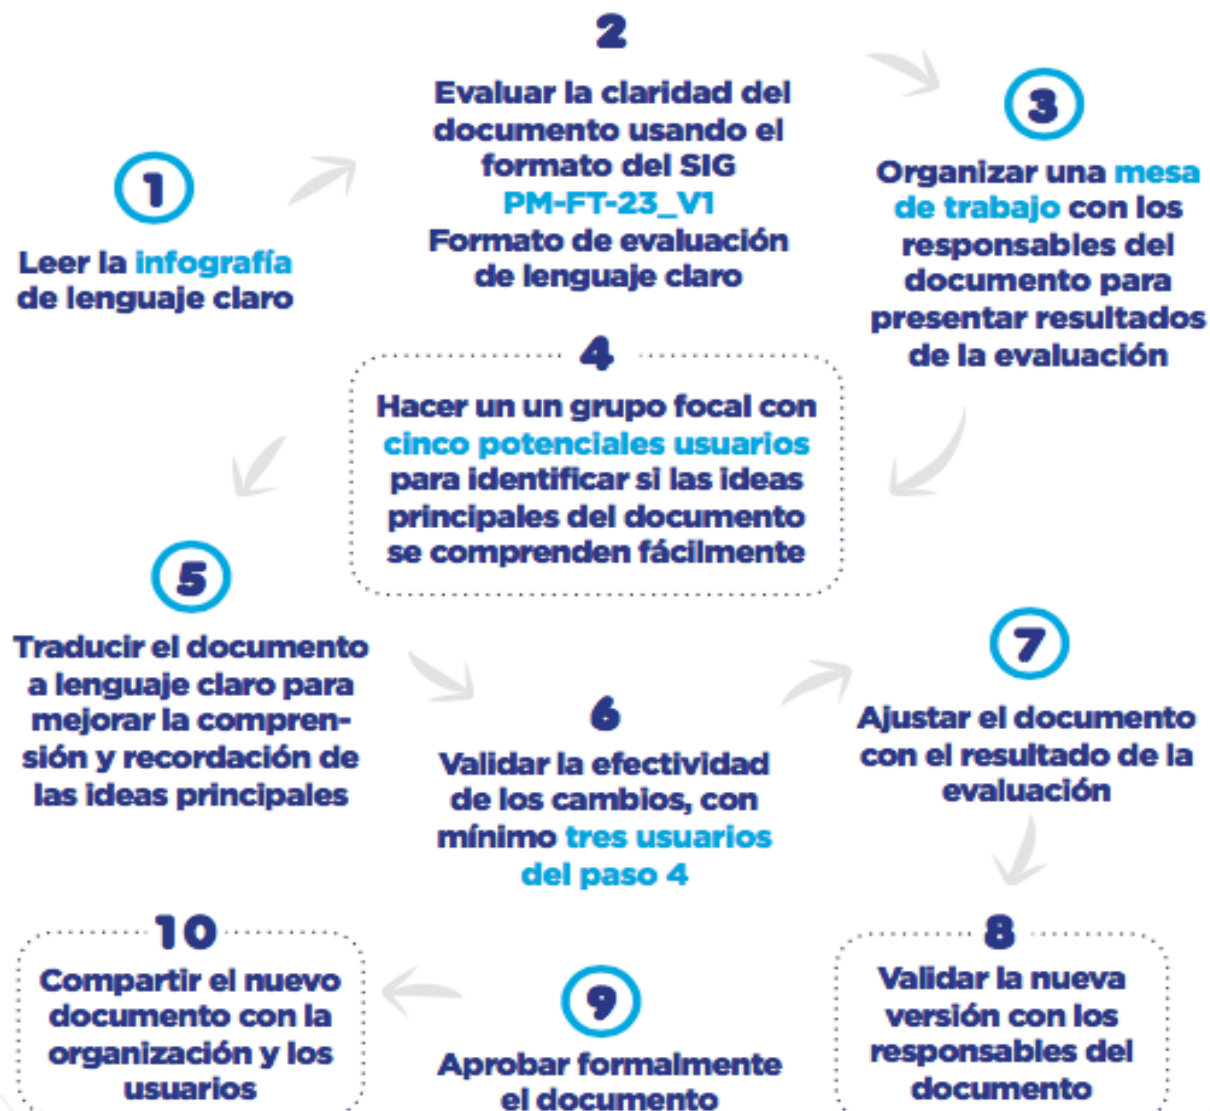 1
Leer la infografía
de lenguaje claro
2
Evaluar la claridad del
documento usando el
formato del SIG
PM-FT-23_V1
Formato de evaluación
de lenguaje claro
3
Organizar una mesa
de trabajo con los
responsables del
documento para
presentar resultados
de la evaluación
4
Hacer un un grupo focal con
cinco potenciales usuarios
para identificar si las ideas
principales del documento
se comprenden fácilmente
5
Traducir el documento
a lenguaje claro para
mejorar la compren-
sión y recordación de
las ideas principales
6
Validar la efectividad
de los cambios, con
mínimo tres usuarios
del paso 4
7
Ajustar el documento
con el resultado de la
evaluación
8
Validar la nueva
versión con los
responsables del
documento
9
Aprobar formalmente
el documento
10
Compartir el nuevo
documento con la
organización y los
usuarios